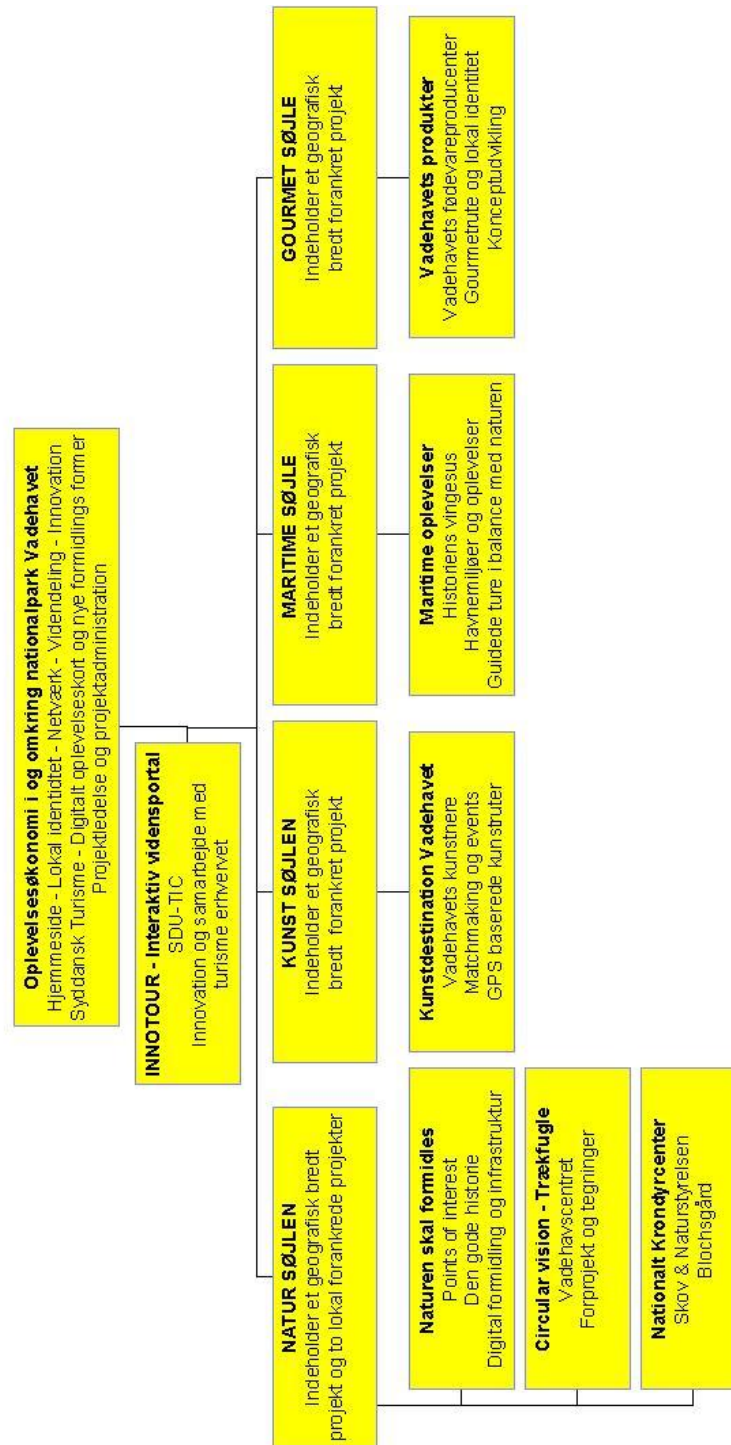 Oplevelsesøkonomi i og omkring nationalpark Vadehavet
Hjemmeside - Lokal identidtet - Netværk - Videndeling - Innovation
Syddansk Turisme - Digitalt oplevelseskort og nye formidlings former
Projektledelse og projektadministration
INNOTOUR - Interaktiv vidensportal
SDU-TIC
Innovation og samarbejde med
turisme erhvervet
NATUR SØJLEN
Indeholder et geografisk bredt
projekt og to lokal forankrede projekter
KUNST SØJLEN
Indeholder et geografisk
bredt forankret projekt
MARITIME SØJLE
Indeholder et geografisk
bredt forankret projekt
GOURMET SØJLE
Indeholder et geografisk
bredt forankret projekt
Naturen skal formidles
Points of interest
Den gode historie
Digital formidling og infrastruktur
Circular vision - Trækfugle
Vadehavscentret
Forprojekt og tegninger
Nationalt Krondyrcenter
Skov & Naturstyrelsen
Blochsgård
Kunstdestination Vadehavet
Vadehavets kunstnere
Matchmaking og events
GPS baserede kunstruter
Maritime oplevelser
Historiens vingesus
Havnemiljøer og oplevelser
Guidede ture i balance med naturen
Vadehavets produkter
Vadehavets fødevareproducenter
Gourmetrute og lokal identitet
Konceptudvikling